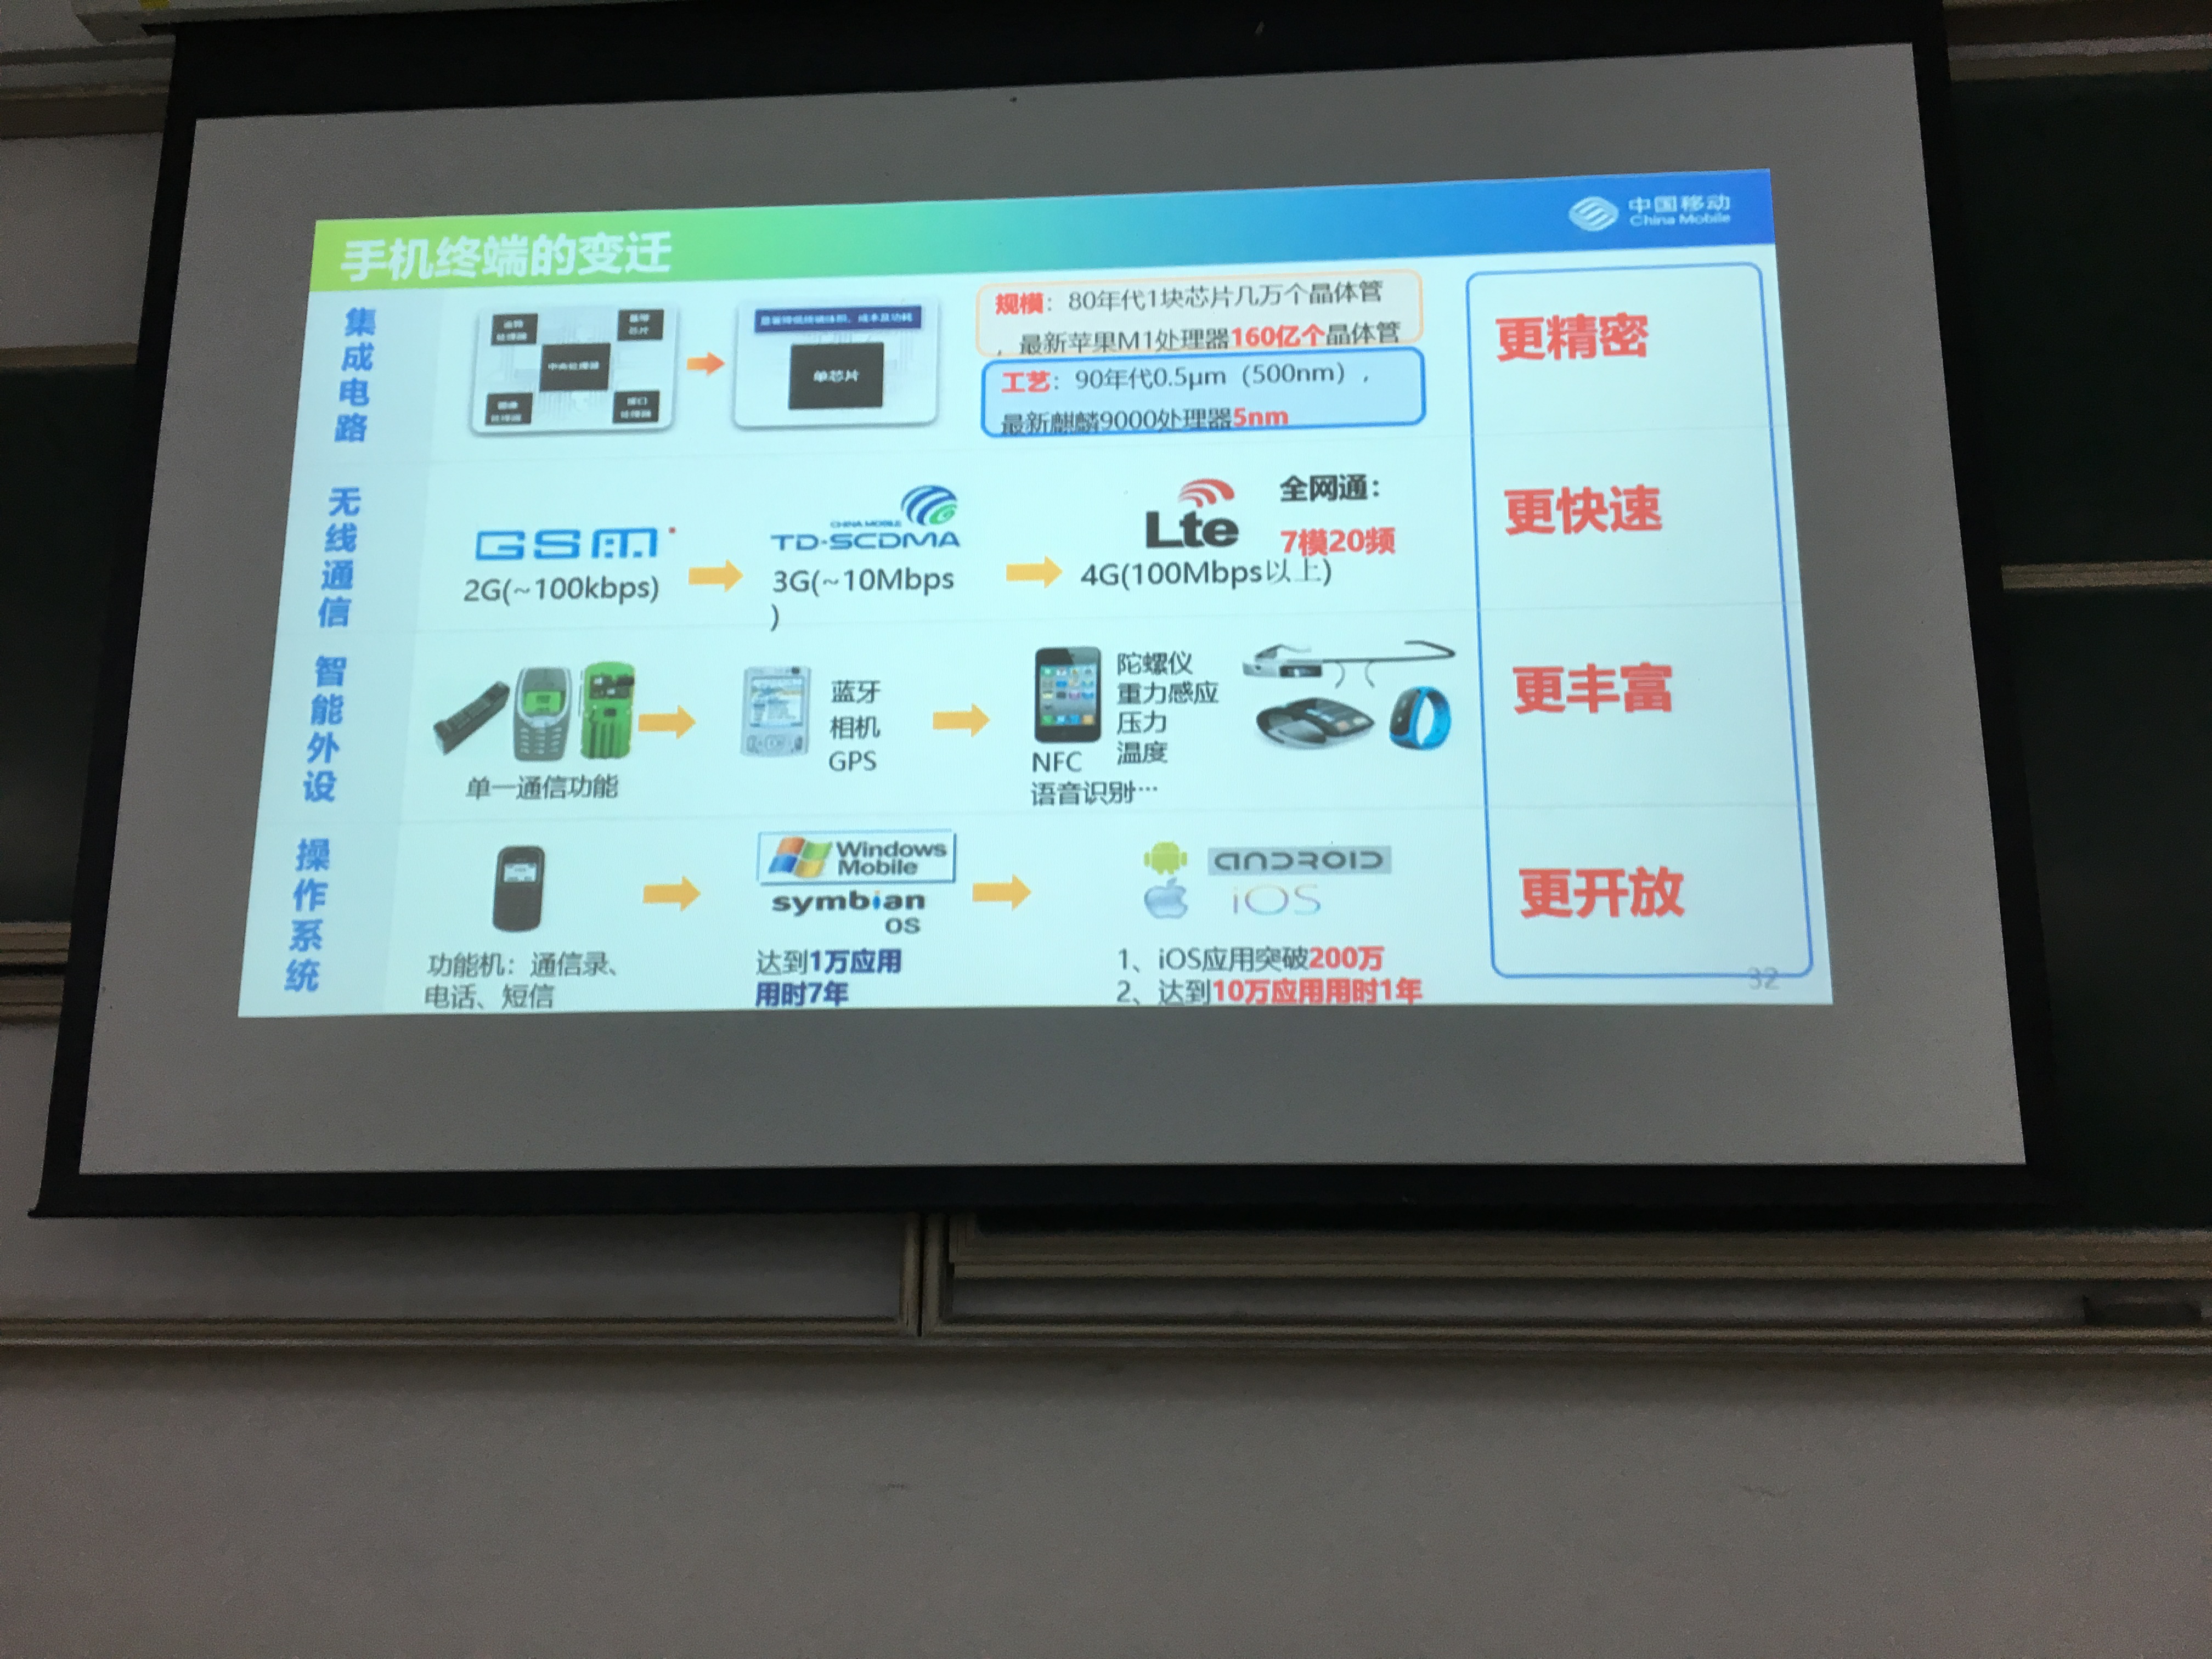 中国移动
China Mobile
手机终端的变迁
集成电路
中央处理器
单芯片
规模：80年代1块芯片几万个晶体管
，最新苹果M1处理器160亿个晶体管
工艺：90年代0.5μm（500nm），
最新麒麟9000处理器5nm
更精密
无线通信
GSM
2G(~100kbps)
CHINA MOBILE
TD-SCDMA
3G(~10Mbps
)
Lte
4G(100Mbps以上)
全网通：
7模20频
更快速
智能外设
单一通信功能
蓝牙
相机
GPS
陀螺仪
重力感应
压力
温度
NFC
语音识别…
更丰富
操作系统
功能机：通信录、
电话、短信
Windows
Mobile
symbian
OS
达到1万应用
用时7年
ANDROID
iOS
1、iOS应用突破200万
2、达到10万应用用时1年
更开放
32